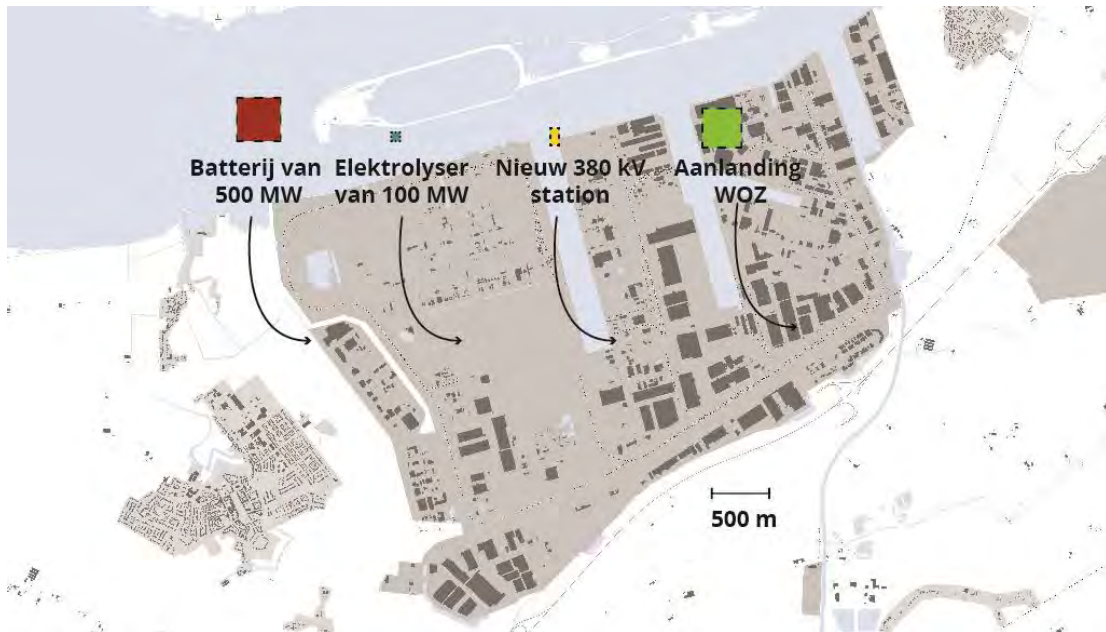 Batterij van
500 MW
Elektrolyser
van 100 MW
Nieuw 380 kV
station
Aanlanding
WOZ
500 m